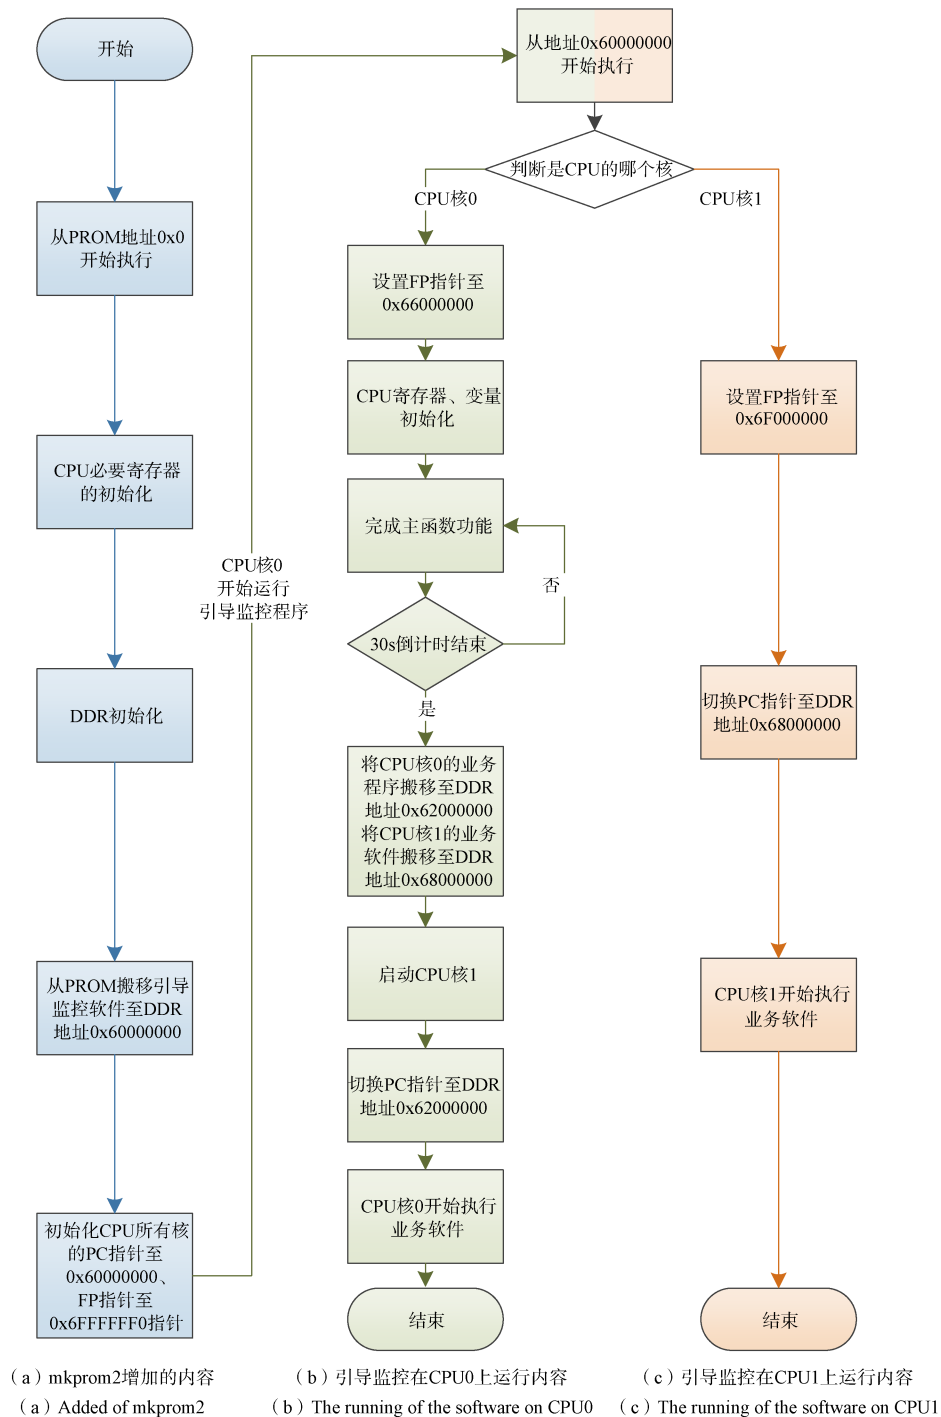 开始
从PROM地址0x0
开始执行
CPU必要寄存器
的初始化
DDR初始化
从PROM搬移引导
监控软件至DDR
地址0x60000000
初始化CPU所有核
的PC指针至
0x60000000、
FP指针至
0x6FFFFFF0指针
CPU核0
开始运行
引导监控程序
从地址0x60000000
开始执行
判断是CPU的哪个核
CPU核0
CPU核1
设置FP指针至
0x66000000
CPU寄存器、变量
初始化
完成主函数功能
否
30s倒计时结束
是
将CPU核0的业务
程序搬移至DDR
地址0x62000000
将CPU核1的业务
软件搬移至DDR
地址0x68000000
启动CPU核1
切换PC指针至DDR
地址0x62000000
CPU核0开始执行
业务软件
结束
设置FP指针至
0x6F000000
切换PC指针至DDR
地址0x68000000
CPU核1开始执行
业务软件
结束
（a）mkprom2增加的内容
（a）Added of mkprom2
（b）引导监控在CPU0上运行内容
（b）The running of the software on CPU0
（c）引导监控在CPU1上运行内容
（c）The running of the software on CPU1